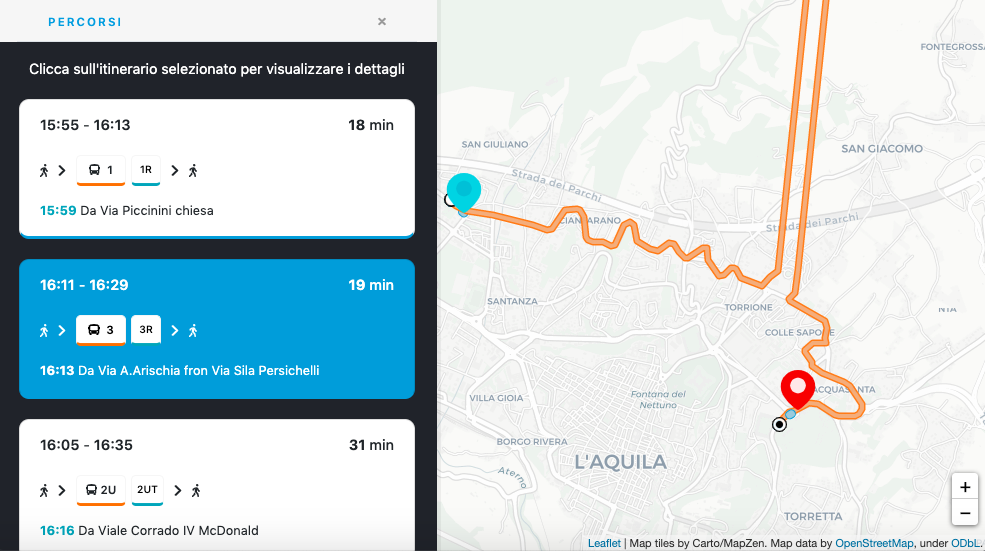 PERCORSI ×
Clicca sull'itinerario selezionato per visualizzare i dettagli
15:55 - 16:13 18 min
1 1R
15:59 Da Via Piccinini chiesa
16:11 - 16:29 19 min
3 3R
16:13 Da Via A.Arischia fron Via Sila Persichelli
16:05 - 16:35 31 min
2U 2UT
16:16 Da Viale Corrado IV McDonald
FONTEGROSSA
SAN GIULIANO
SAN GIACOMO
Strada dei Parchi
Strada dei Parchi
SANTANZA
TORRIONE
COLLE SAPONE
VILLA GIOIA
Fontana del
Nettuno
ACQUASANTA
BORGO RIVERA
L'AQUILA
Aterno
TORRETTA
+
−
Leaflet | Map tiles by Carto/MapZen. Map data by OpenStreetMap, under ODbL.